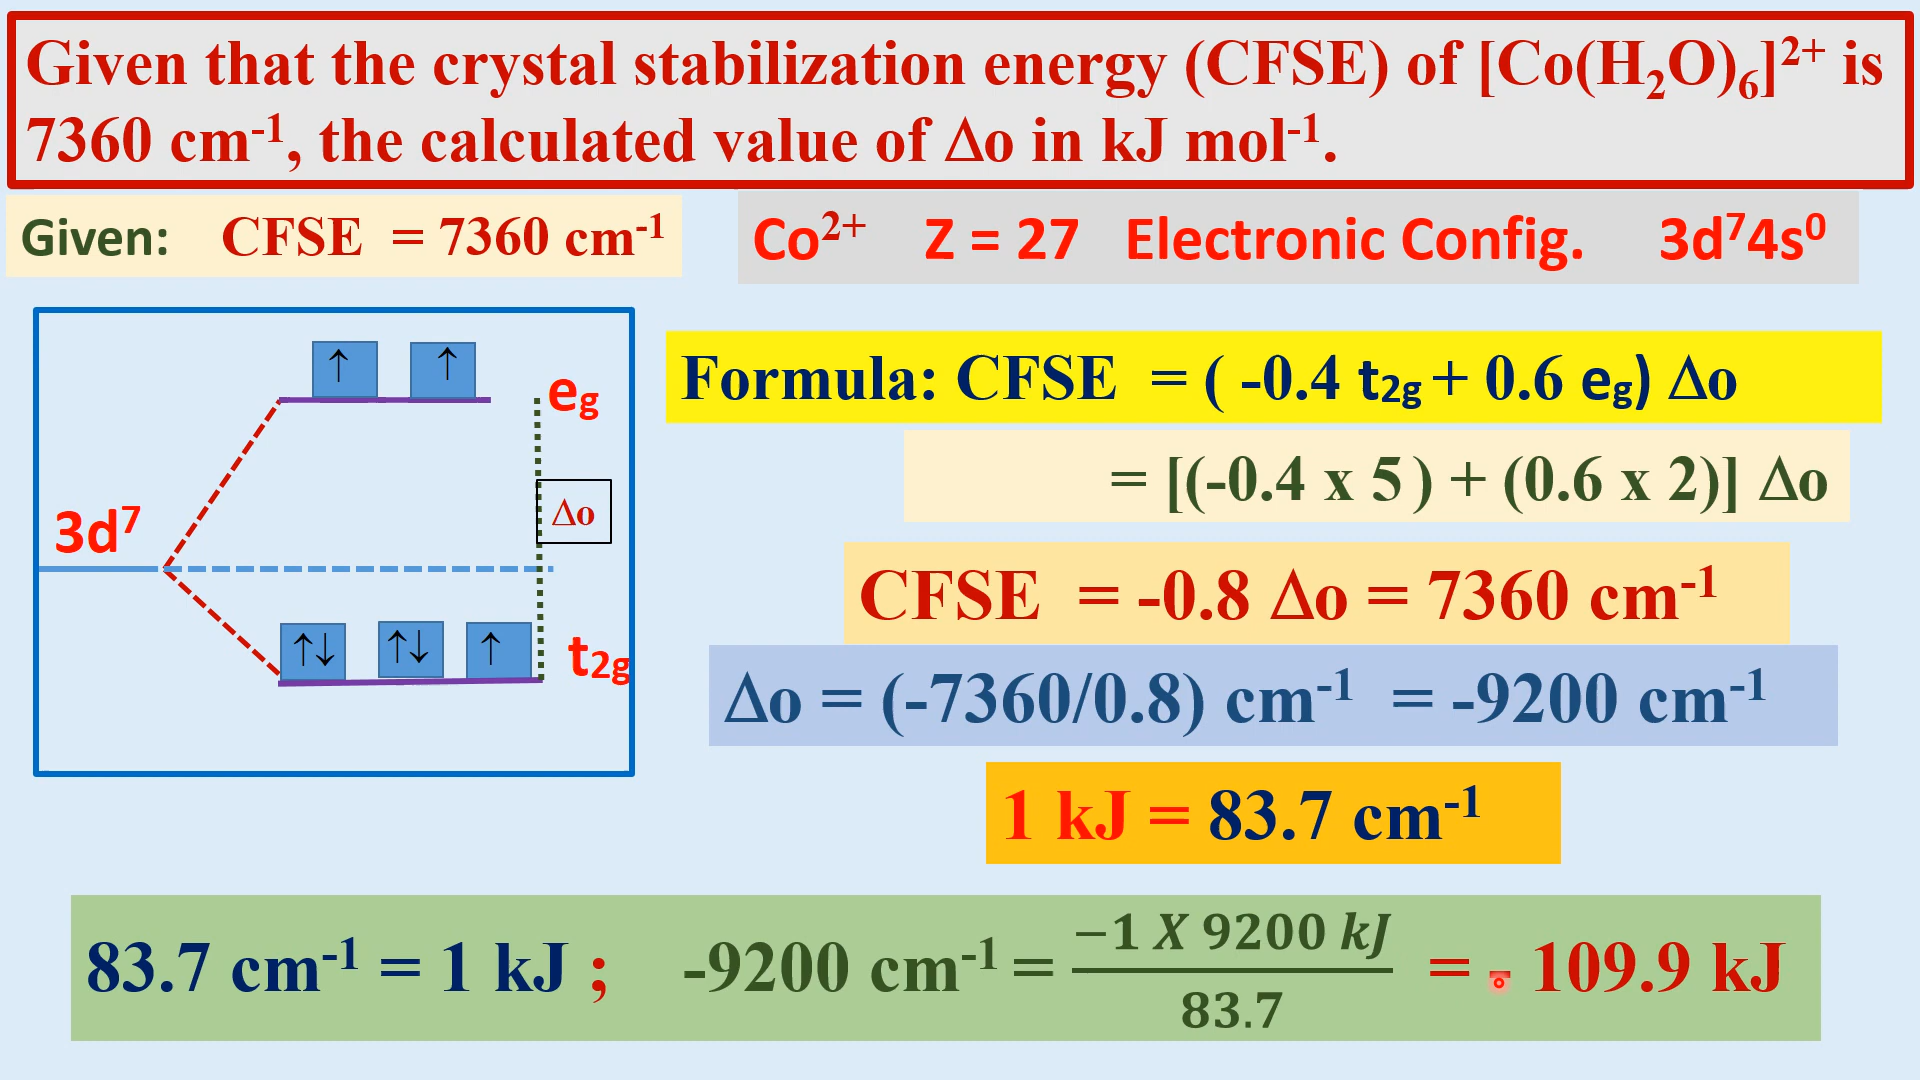 Given that the crystal stabilization energy (CFSE) of [Co(H₂O)₆]²⁺ is
7360 cm⁻¹, the calculated value of Δo in kJ mol⁻¹.
Given: CFSE = 7360 cm⁻¹
Co²⁺ Z = 27 Electronic Config. 3d⁷4s⁰
↑ ↑
e_g
Δo
3d⁷
↑↓ ↑↓ ↑
t₂g
Formula: CFSE = ( -0.4 t₂g + 0.6 e_g) Δo
= [(-0.4 x 5 ) + (0.6 x 2)] Δo
CFSE = -0.8 Δo = 7360 cm⁻¹
Δo = (-7360/0.8) cm⁻¹ = -9200 cm⁻¹
1 kJ = 83.7 cm⁻¹
83.7 cm⁻¹ = 1 kJ ; -9200 cm⁻¹ = −1 X 9200 kJ / 83.7 = - 109.9 kJ